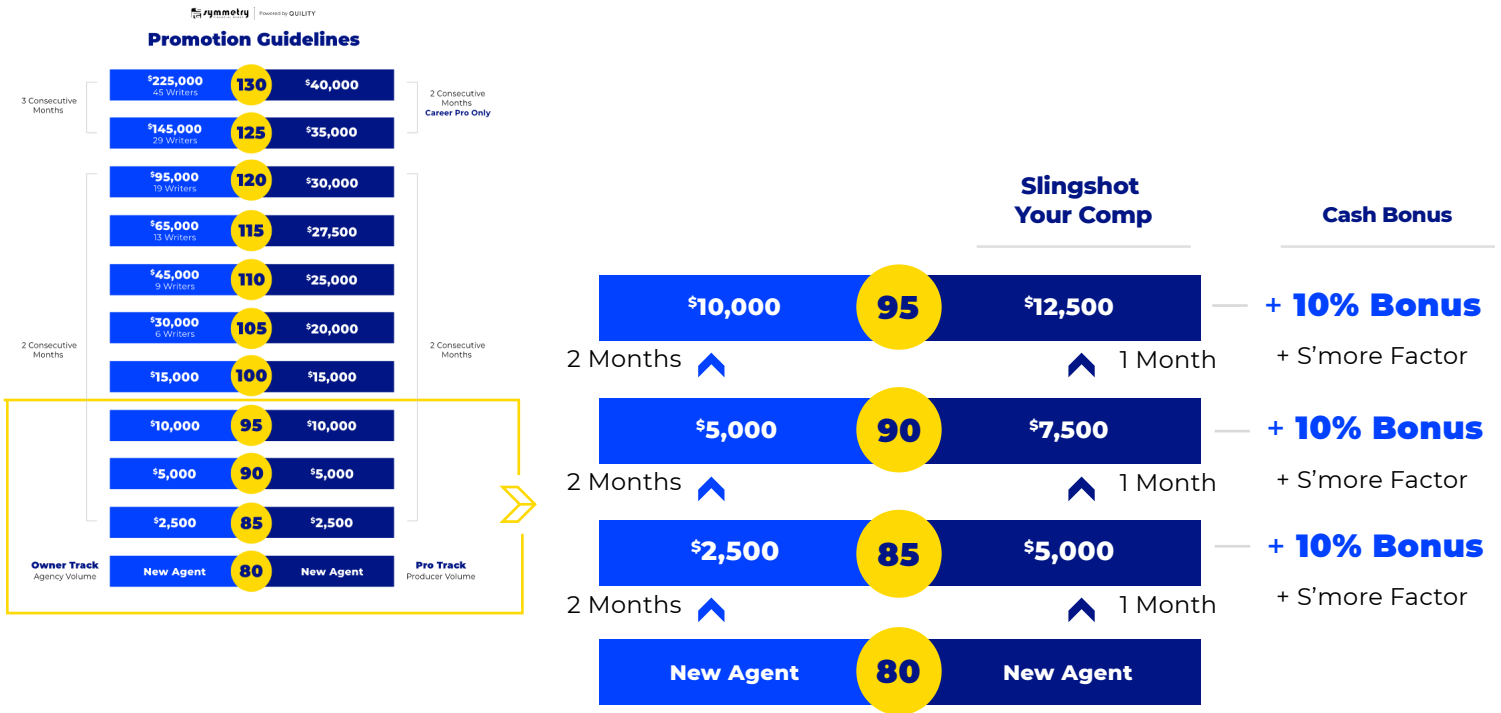 symmetry Powered by QUILITY
Promotion Guidelines
3 Consecutive
Months
$225,000
45 Writers
130
$40,000
2 Consecutive
Months
Career Pro Only
$145,000
29 Writers
125
$35,000
$95,000
19 Writers
120
$30,000
$65,000
13 Writers
115
$27,500
$45,000
9 Writers
110
$25,000
$30,000
6 Writers
105
$20,000
2 Consecutive
Months
2 Consecutive
Months
$15,000
100
$15,000
$10,000
95
$10,000
$5,000
90
$5,000
$2,500
85
$2,500
Owner Track
Agency Volume
New Agent
80
New Agent
Pro Track
Producer Volume
Slingshot
Your Comp
Cash Bonus
$10,000
95
$12,500
+ 10% Bonus
2 Months
1 Month
+ S’more Factor
$5,000
90
$7,500
+ 10% Bonus
2 Months
1 Month
+ S’more Factor
$2,500
85
$5,000
+ 10% Bonus
2 Months
1 Month
+ S’more Factor
New Agent
80
New Agent